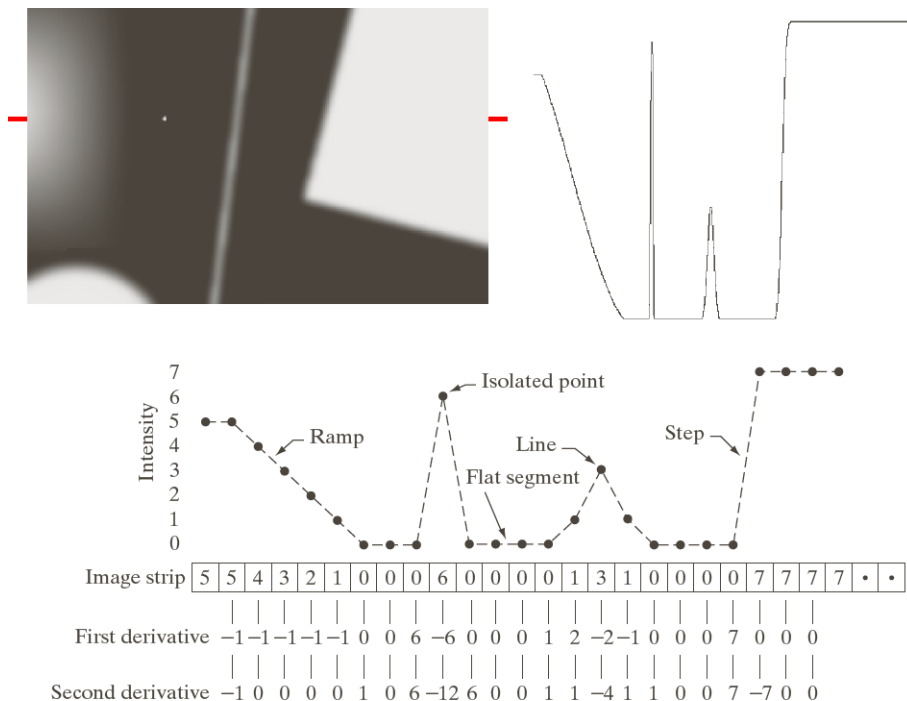 7
6
5
4
3
2
1
0
Intensity
Ramp
Isolated point
Flat segment
Line
Step
Image strip 5 5 4 3 2 1 0 0 0 6 0 0 0 0 1 3 1 0 0 0 0 7 7 7 7 • •
First derivative −1 −1 −1 −1 −1 0 0 6 −6 0 0 0 1 2 −2 −1 0 0 0 7 0 0 0
Second derivative −1 0 0 0 0 1 0 6 −12 6 0 0 1 1 −4 1 1 0 0 7 −7 0 0